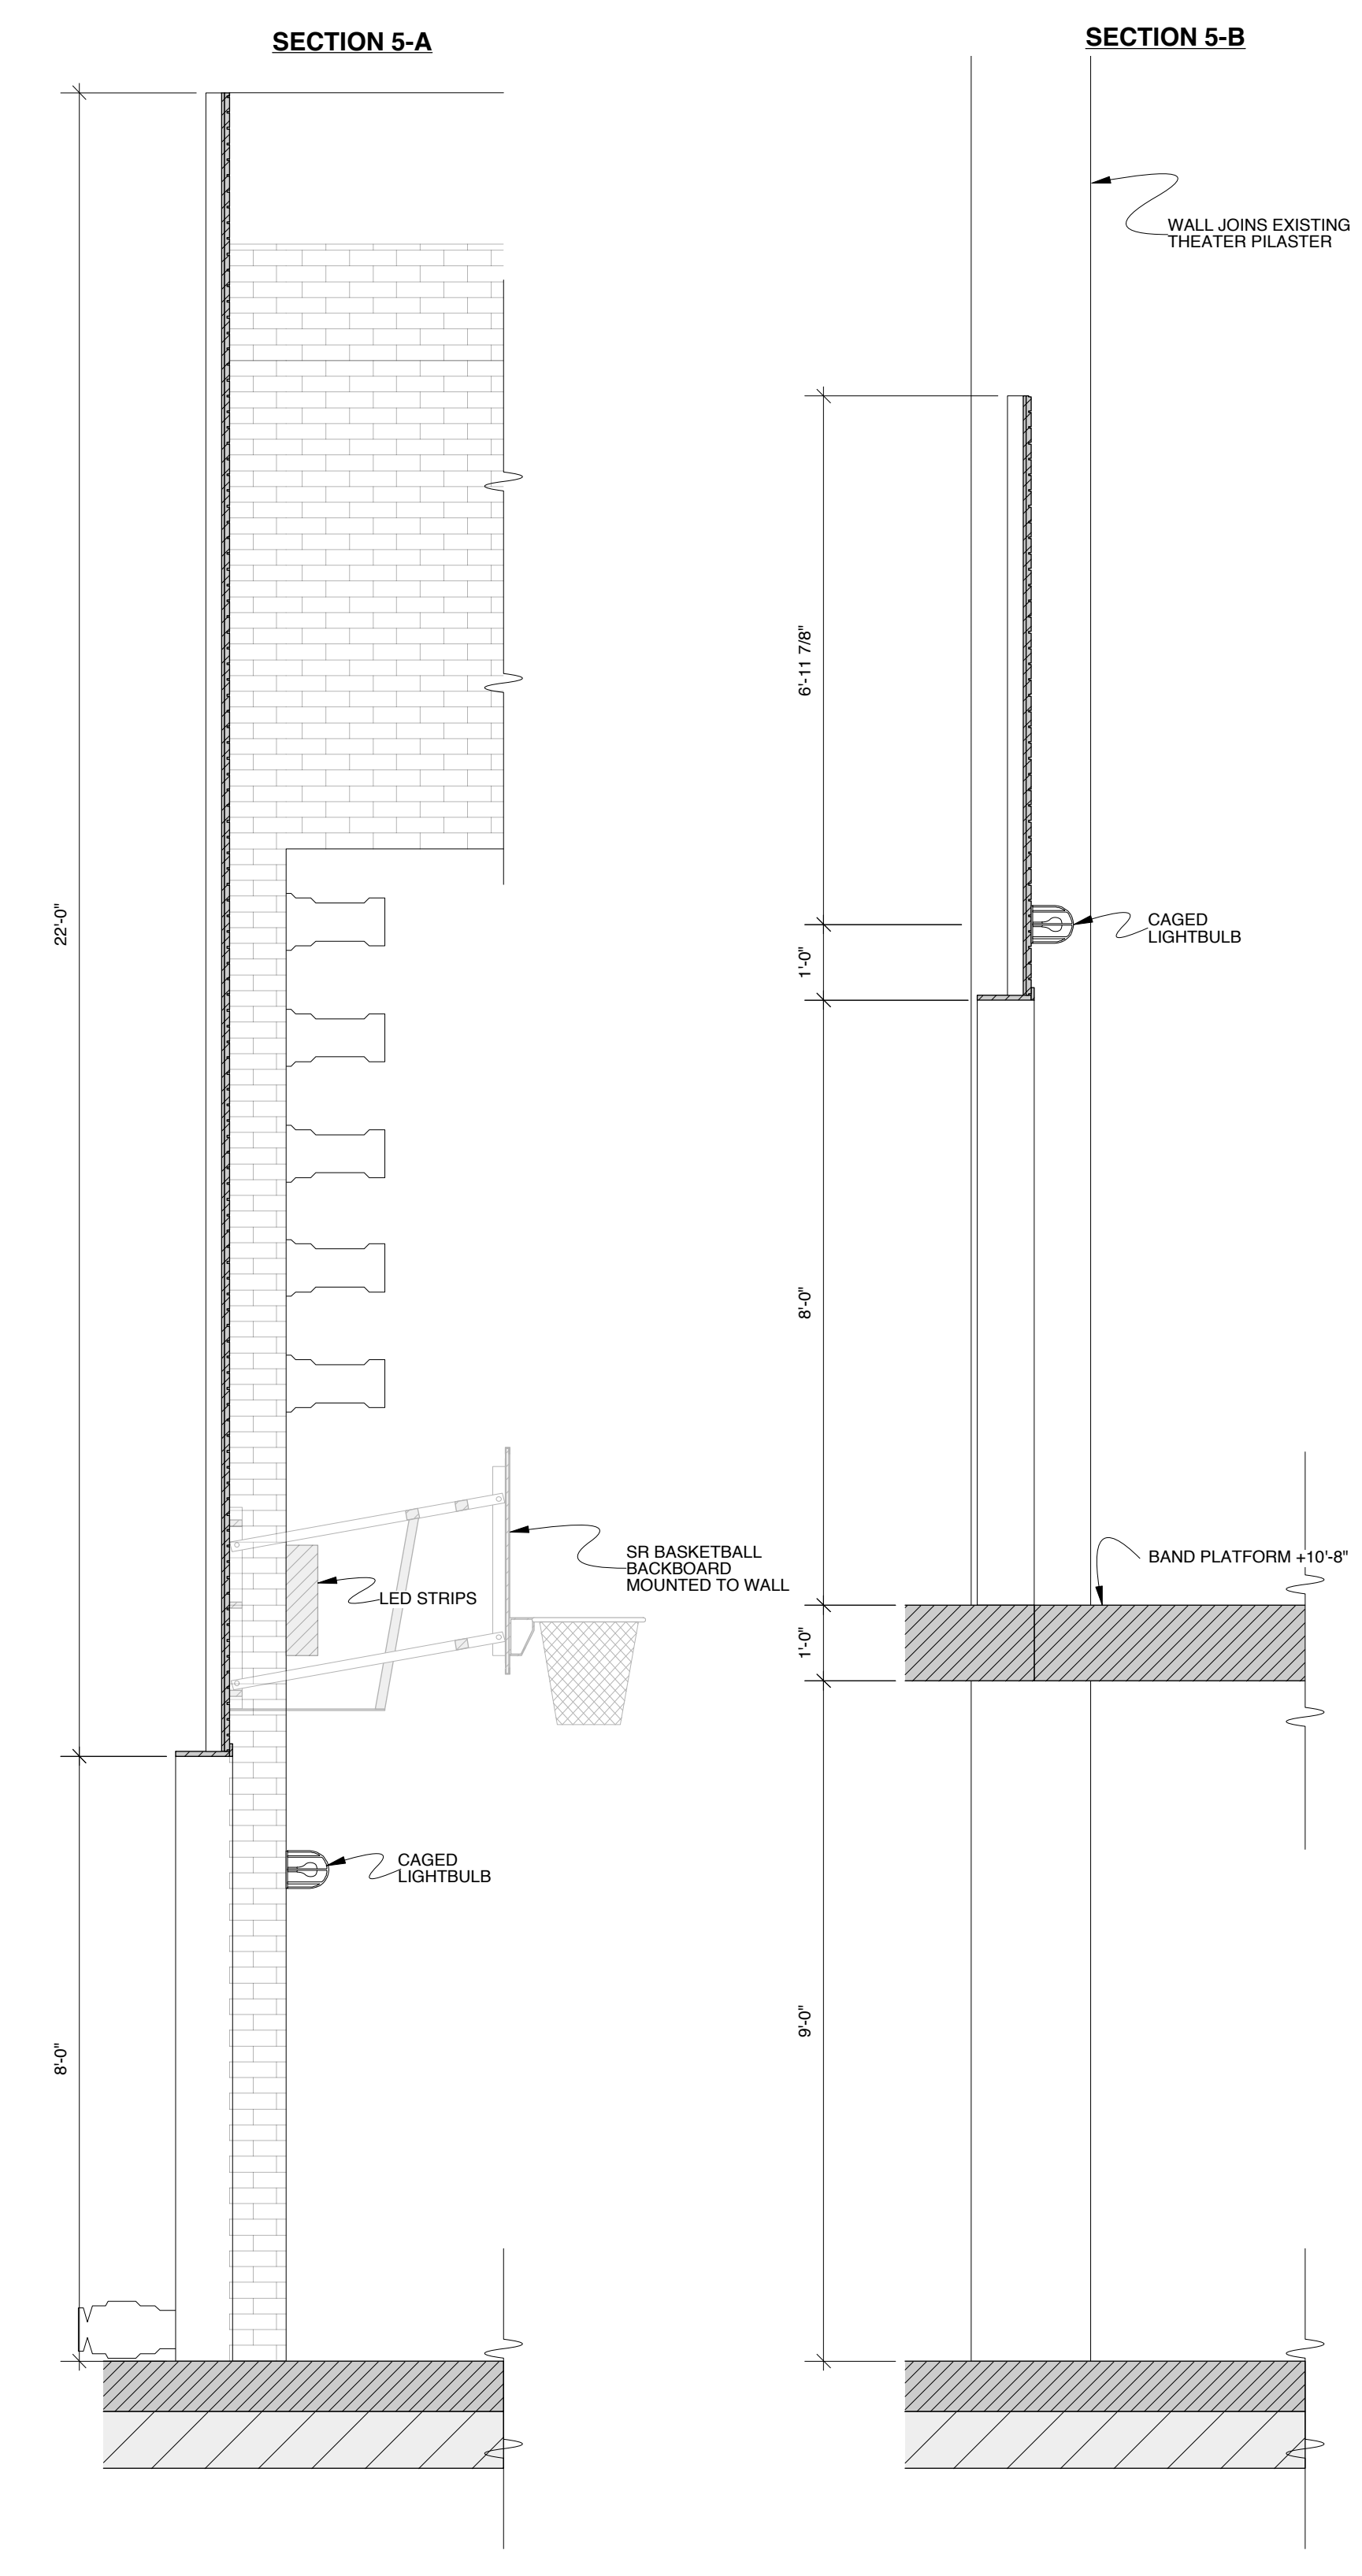 SECTION 5-A
22'-0"
8'-0"
LED STRIPS
SR BASKETBALL
BACKBOARD
MOUNTED TO WALL
CAGED
LIGHTBULB
SECTION 5-B
WALL JOINS EXISTING
THEATER PILASTER
6'-11 7/8"
1'-0"
8'-0"
1'-0"
9'-0"
CAGED
LIGHTBULB
BAND PLATFORM +10'-8"